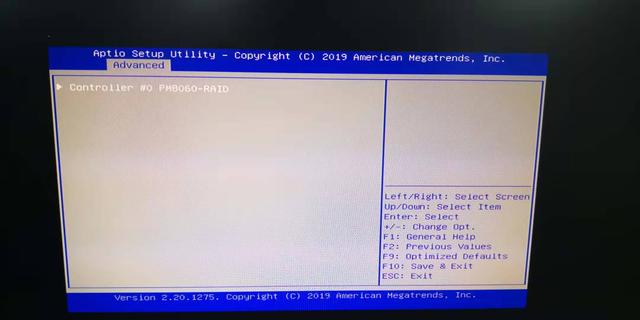 Aptio Setup Utility - Copyright (C) 2019 American Megatrends, Inc.
Advanced
▶ Controller #0 PM8060-RAID
Left/Right: Select Screen
Up/Down: Select Item
Enter: Select
+/-: Change Opt.
F1: General Help
F2: Previous Values
F9: Optimized Defaults
F10: Save & Exit
ESC: Exit
Version 2.20.1275. Copyright (C) 2019 American Megatrends, Inc.